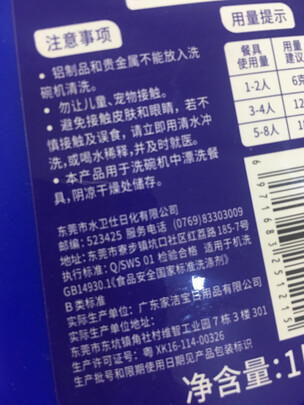 注意事项
• 铝制品和贵金属不能放入洗
碗机清洗。
• 勿让儿童、宠物接触。
• 避免接触皮肤和眼睛，若不
慎接触及误食，请立即用清水冲
洗，或喝水稀释，并及时就医。
• 本产品用于洗碗机中漂洗餐
具，阴凉干燥处储存。
东莞市水卫仕日化有限公司
邮编：523425 服务电话（0769)83303009
地址：东莞市寮步镇坑口社区红荔路185-7号
执行标准：Q/SWS 01 检验合格 适用于机洗
GB14930.1《食品安全国家标准洗涤剂》
B类标准
实际生产单位：广东家洁宝日用品有限公司
实际生产单位地址：
东莞市东坑镇角社村维智工业园7栋3楼301
生产许可证号：粤XK16-114-00326
生产批号和限期使用日期见产品包装标识
用量提示
餐具 用量
使用量 建议
1-2人
3-4人
5-8人
净含量：